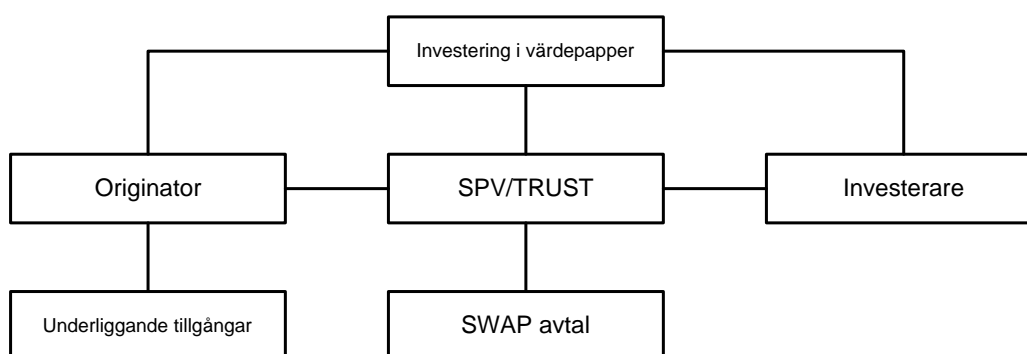 Investering i värdepapper
Originator
SPV/TRUST
Investerare
Underliggande tillgångar
SWAP avtal